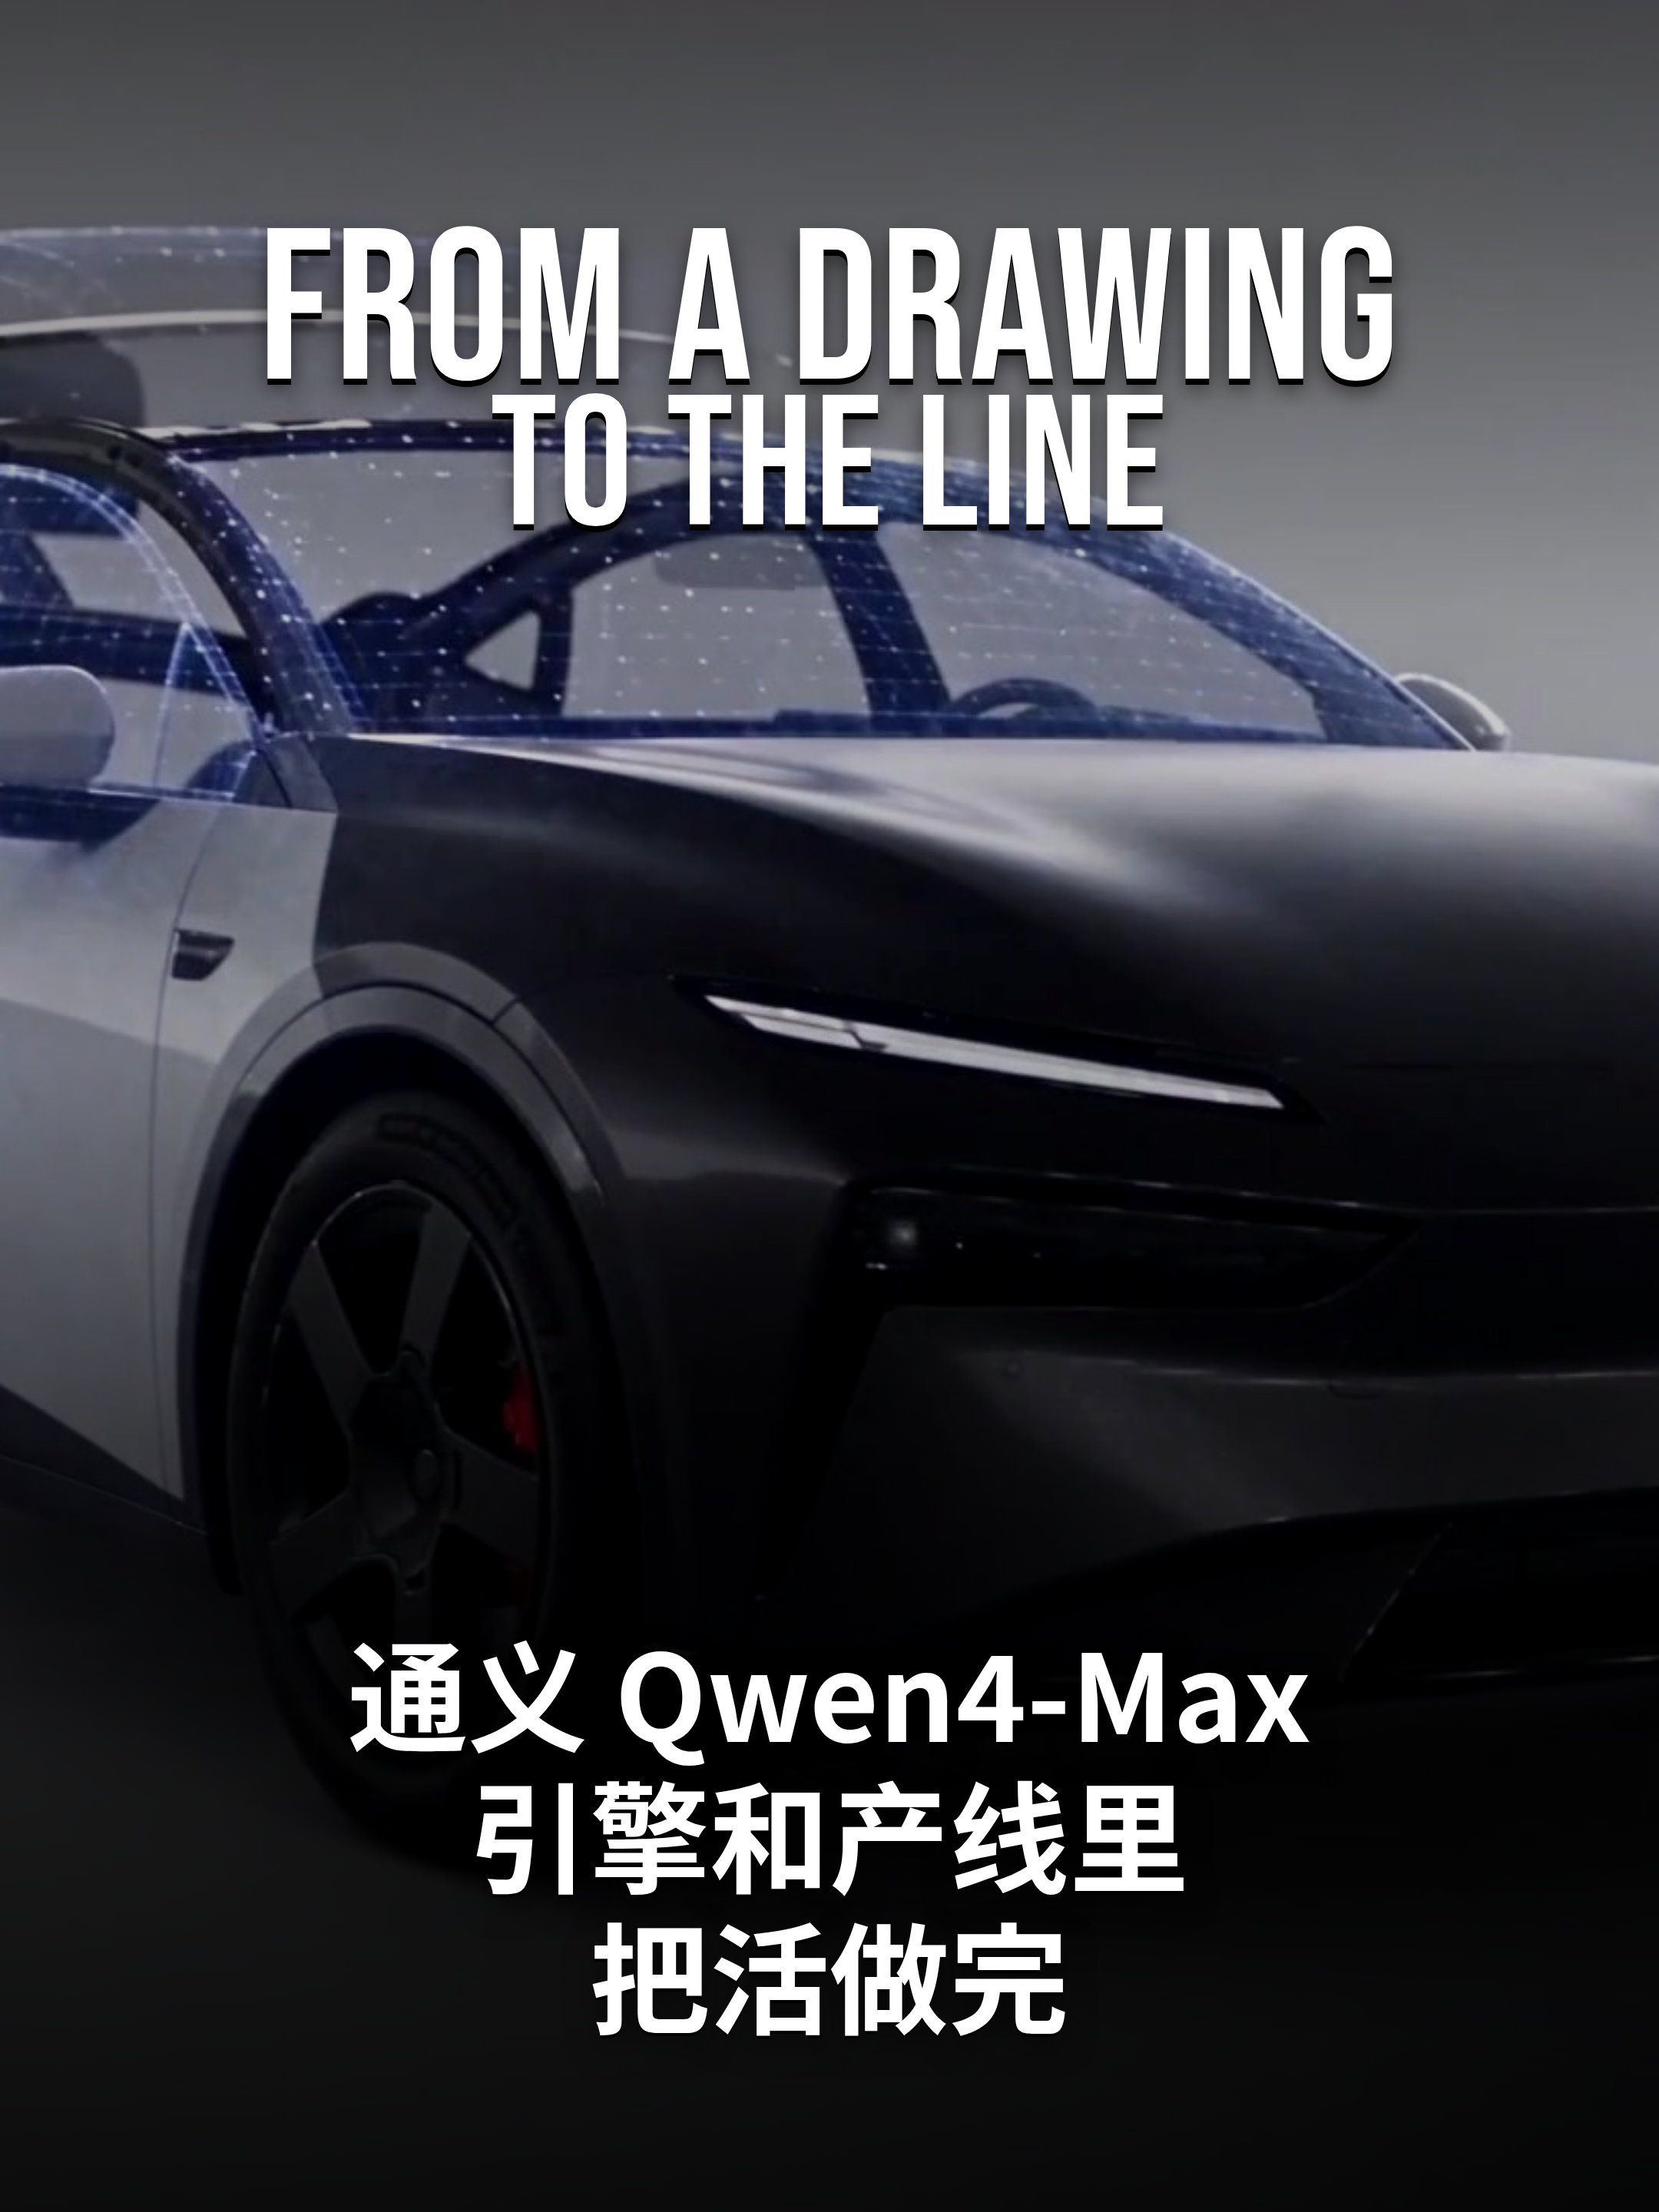 FROM A DRAWING
TO THE LINE
通义 Qwen4-Max
引擎和产线里
把活做完